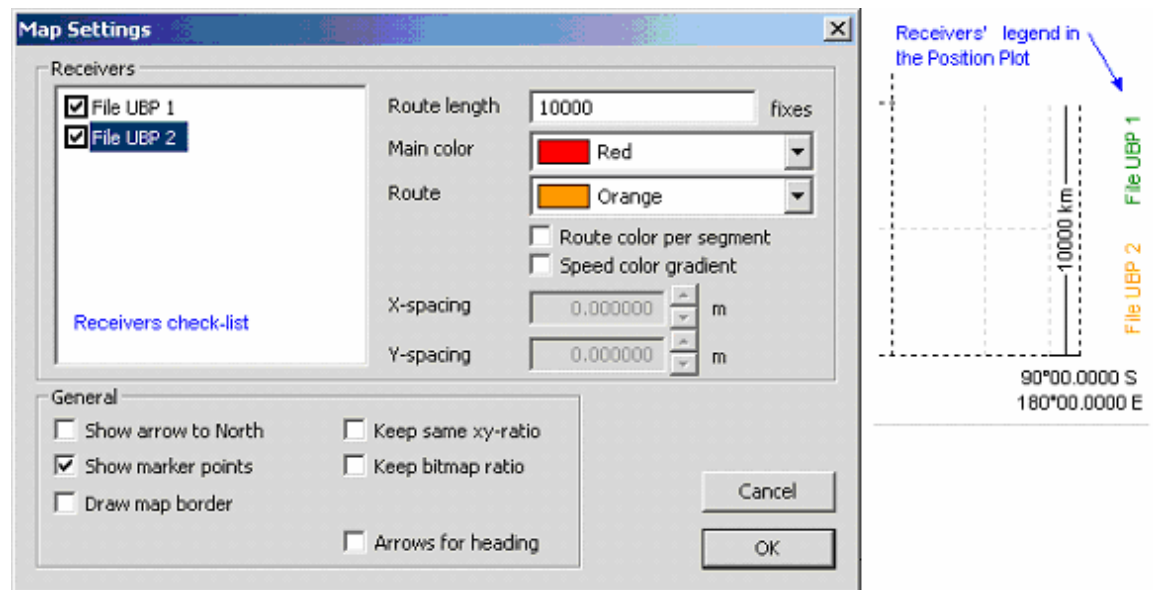 Map Settings
Receivers
File UBP 1
File UBP 2
Receivers check-list
Route length 10000 fixes
Main color Red
Route Orange
Route color per segment
Speed color gradient
X-spacing 0.000000 m
Y-spacing 0.000000 m
General
Show arrow to North
Show marker points
Draw map border
Keep same xy-ratio
Keep bitmap ratio
Arrows for heading
Cancel
OK
Receivers' legend in
the Position Plot
10000 km
File UBP 1
File UBP 2
90°00.0000 S
180°00.0000 E